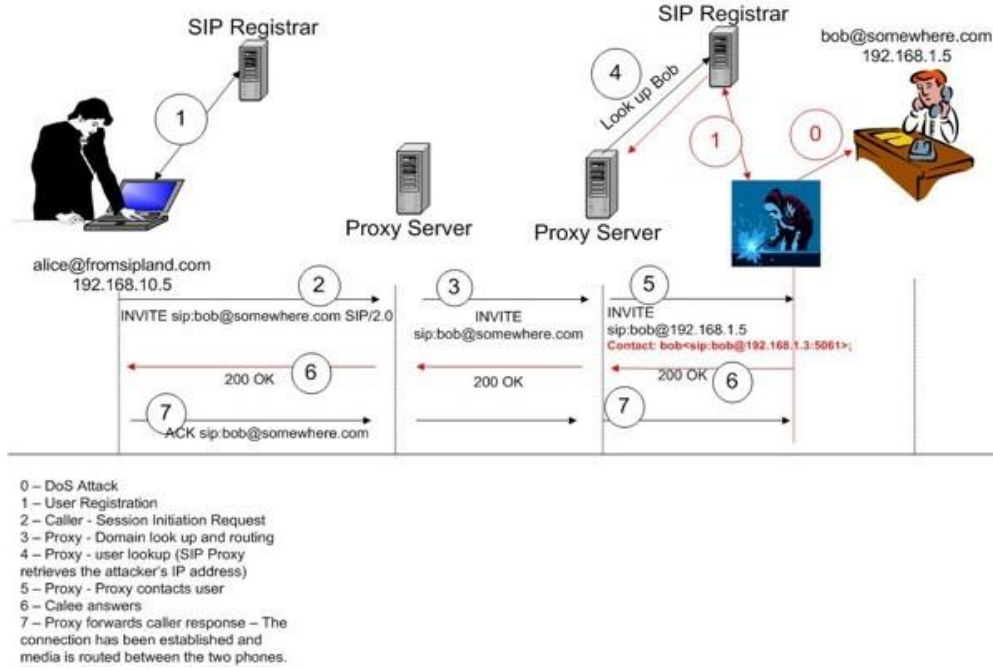 SIP Registrar
SIP Registrar
bob@somewhere.com
192.168.1.5
4
Look up Bob
1
1
0
Proxy Server
Proxy Server
alice@fromsipland.com
192.168.10.5
2
3
5
INVITE sip:bob@somewhere.com SIP/2.0
INVITE
sip:bob@somewhere.com
INVITE
sip:bob@192.168.1.5
Contact: bob<sip:bob@192.168.1.3:5061>;
200 OK
6
200 OK
200 OK
6
7
ACK sip:bob@somewhere.com
7
0 – DoS Attack
1 – User Registration
2 – Caller - Session Initiation Request
3 – Proxy - Domain look up and routing
4 – Proxy - user lookup (SIP Proxy
retrieves the attacker's IP address)
5 – Proxy - Proxy contacts user
6 – Calee answers
7 – Proxy forwards caller response – The
connection has been established and
media is routed between the two phones.